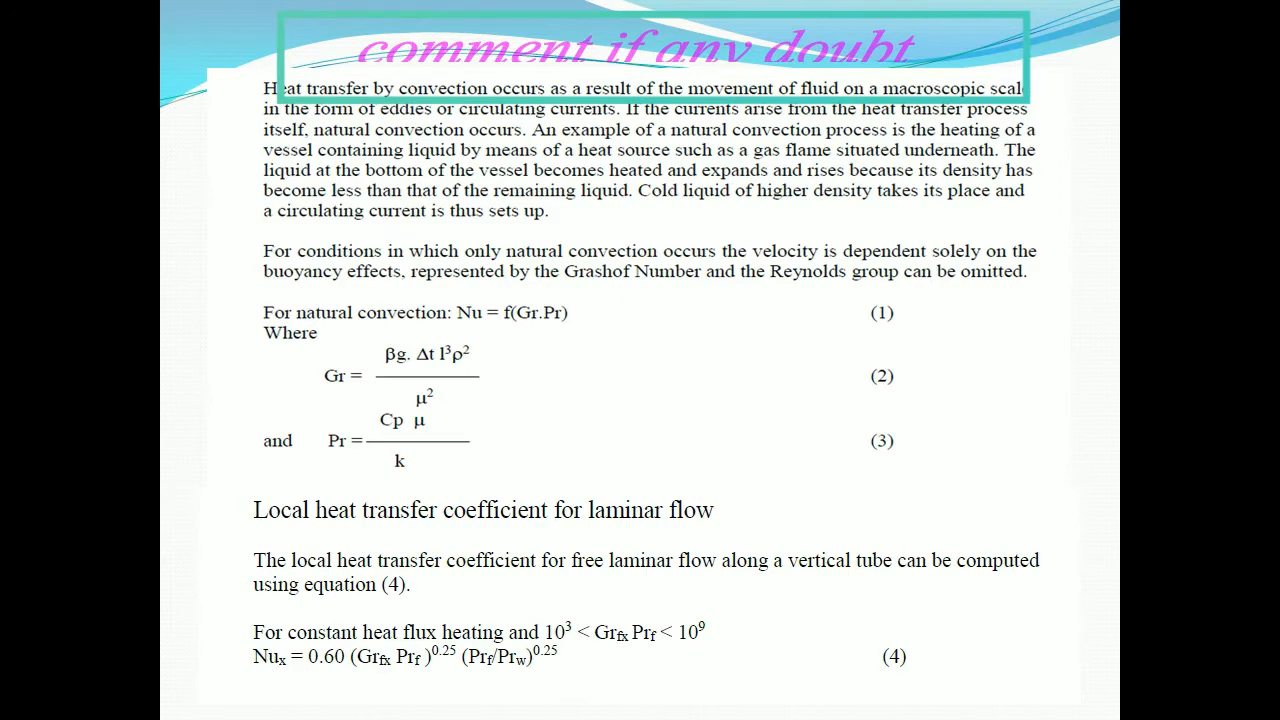 comment if any doubt
Heat transfer by convection occurs as a result of the movement of fluid on a macroscopic scale
in the form of eddies or circulating currents. If the currents arise from the heat transfer process
itself, natural convection occurs. An example of a natural convection process is the heating of a
vessel containing liquid by means of a heat source such as a gas flame situated underneath. The
liquid at the bottom of the vessel becomes heated and expands and rises because its density has
become less than that of the remaining liquid. Cold liquid of higher density takes its place and
a circulating current is thus sets up.
For conditions in which only natural convection occurs the velocity is dependent solely on the
buoyancy effects, represented by the Grashof Number and the Reynolds group can be omitted.
For natural convection: Nu = f(Gr.Pr) (1)
Where
βg. Δt l³ρ²
Gr = (2)
μ²
Cp μ
and Pr = (3)
k
Local heat transfer coefficient for laminar flow
The local heat transfer coefficient for free laminar flow along a vertical tube can be computed
using equation (4).
For constant heat flux heating and 10³ < Grfx Prf < 10⁹
Nux = 0.60 (Grfx Prf )^0.25 (Prf/Prw)^0.25 (4)